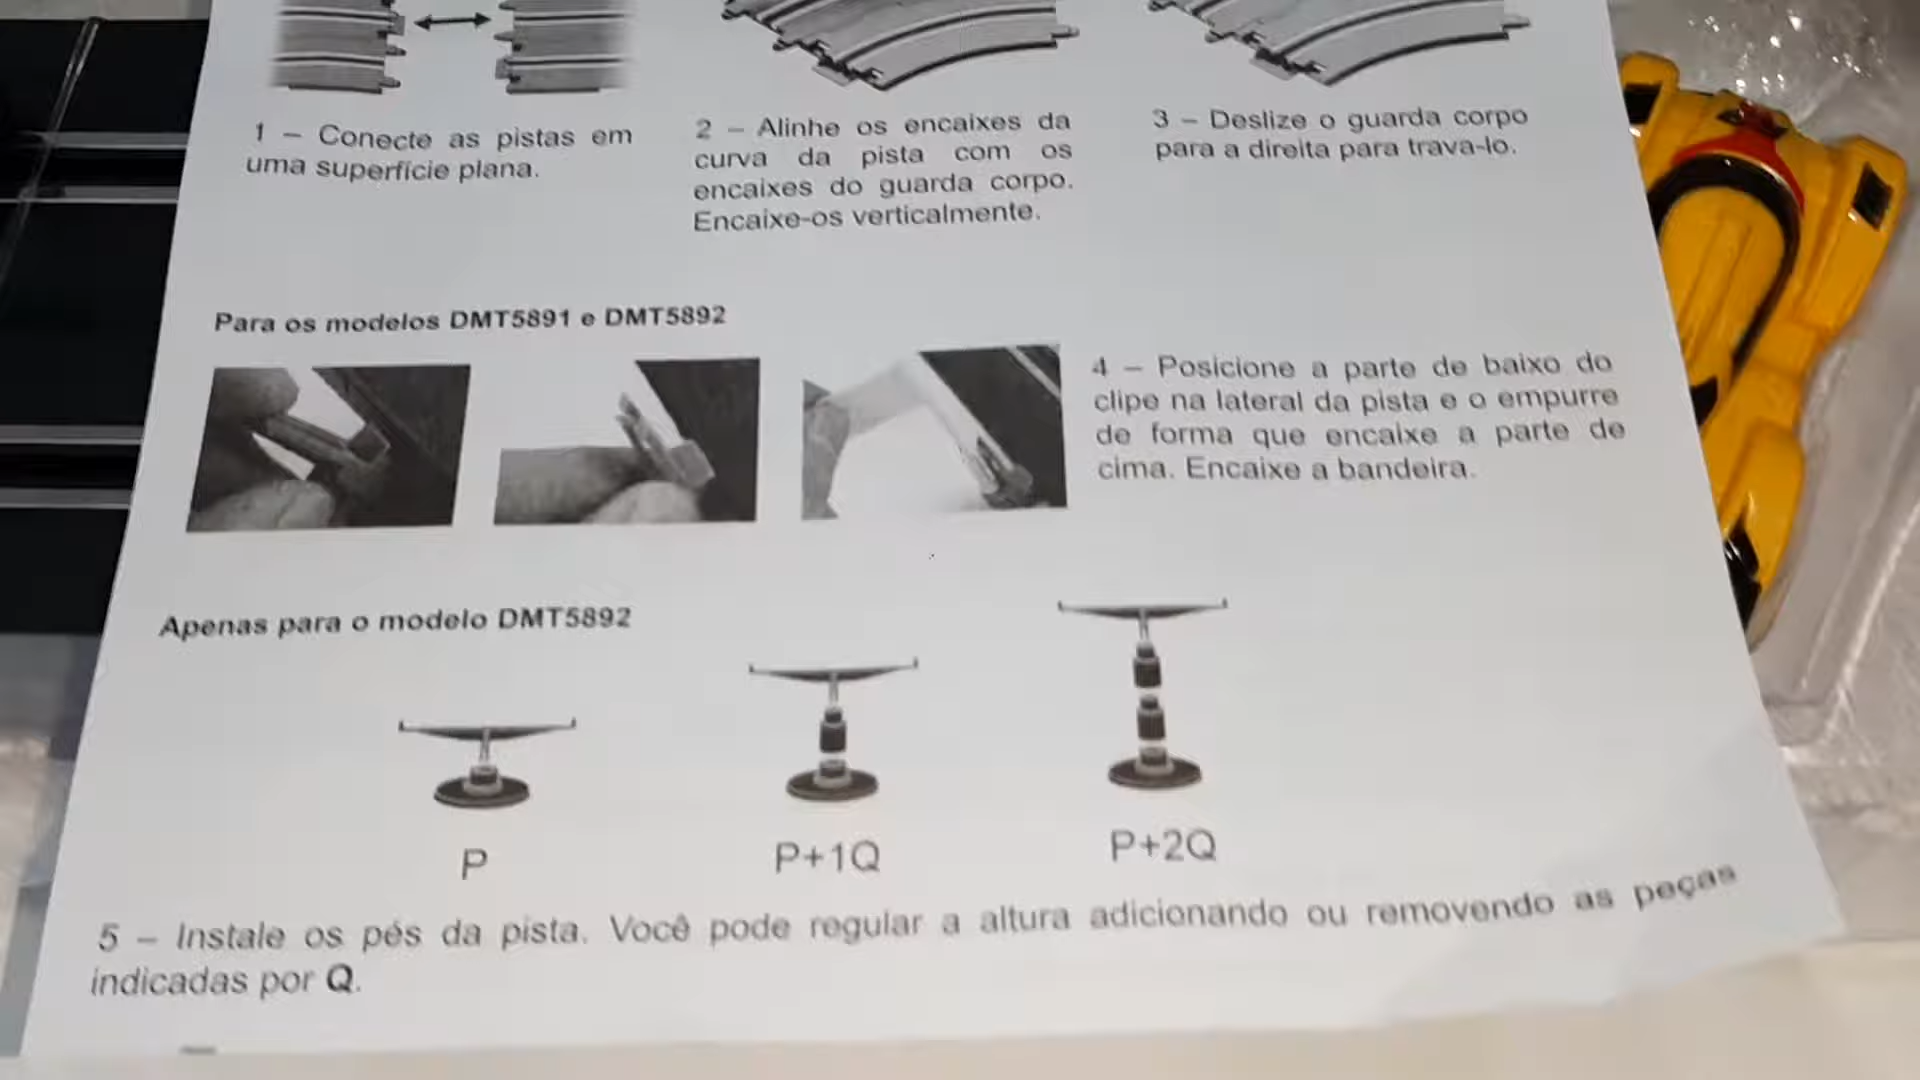 1 – Conecte as pistas em
uma superfície plana.
2 – Alinhe os encaixes da
curva da pista com os
encaixes do guarda corpo.
Encaixe-os verticalmente.
3 – Deslize o guarda corpo
para a direita para trava-lo.
Para os modelos DMT5891 e DMT5892
4 – Posicione a parte de baixo do
clipe na lateral da pista e o empurre
de forma que encaixe a parte de
cima. Encaixe a bandeira.
Apenas para o modelo DMT5892
P
P+1Q
P+2Q
5 – Instale os pés da pista. Você pode regular a altura adicionando ou removendo as peças
indicadas por Q.